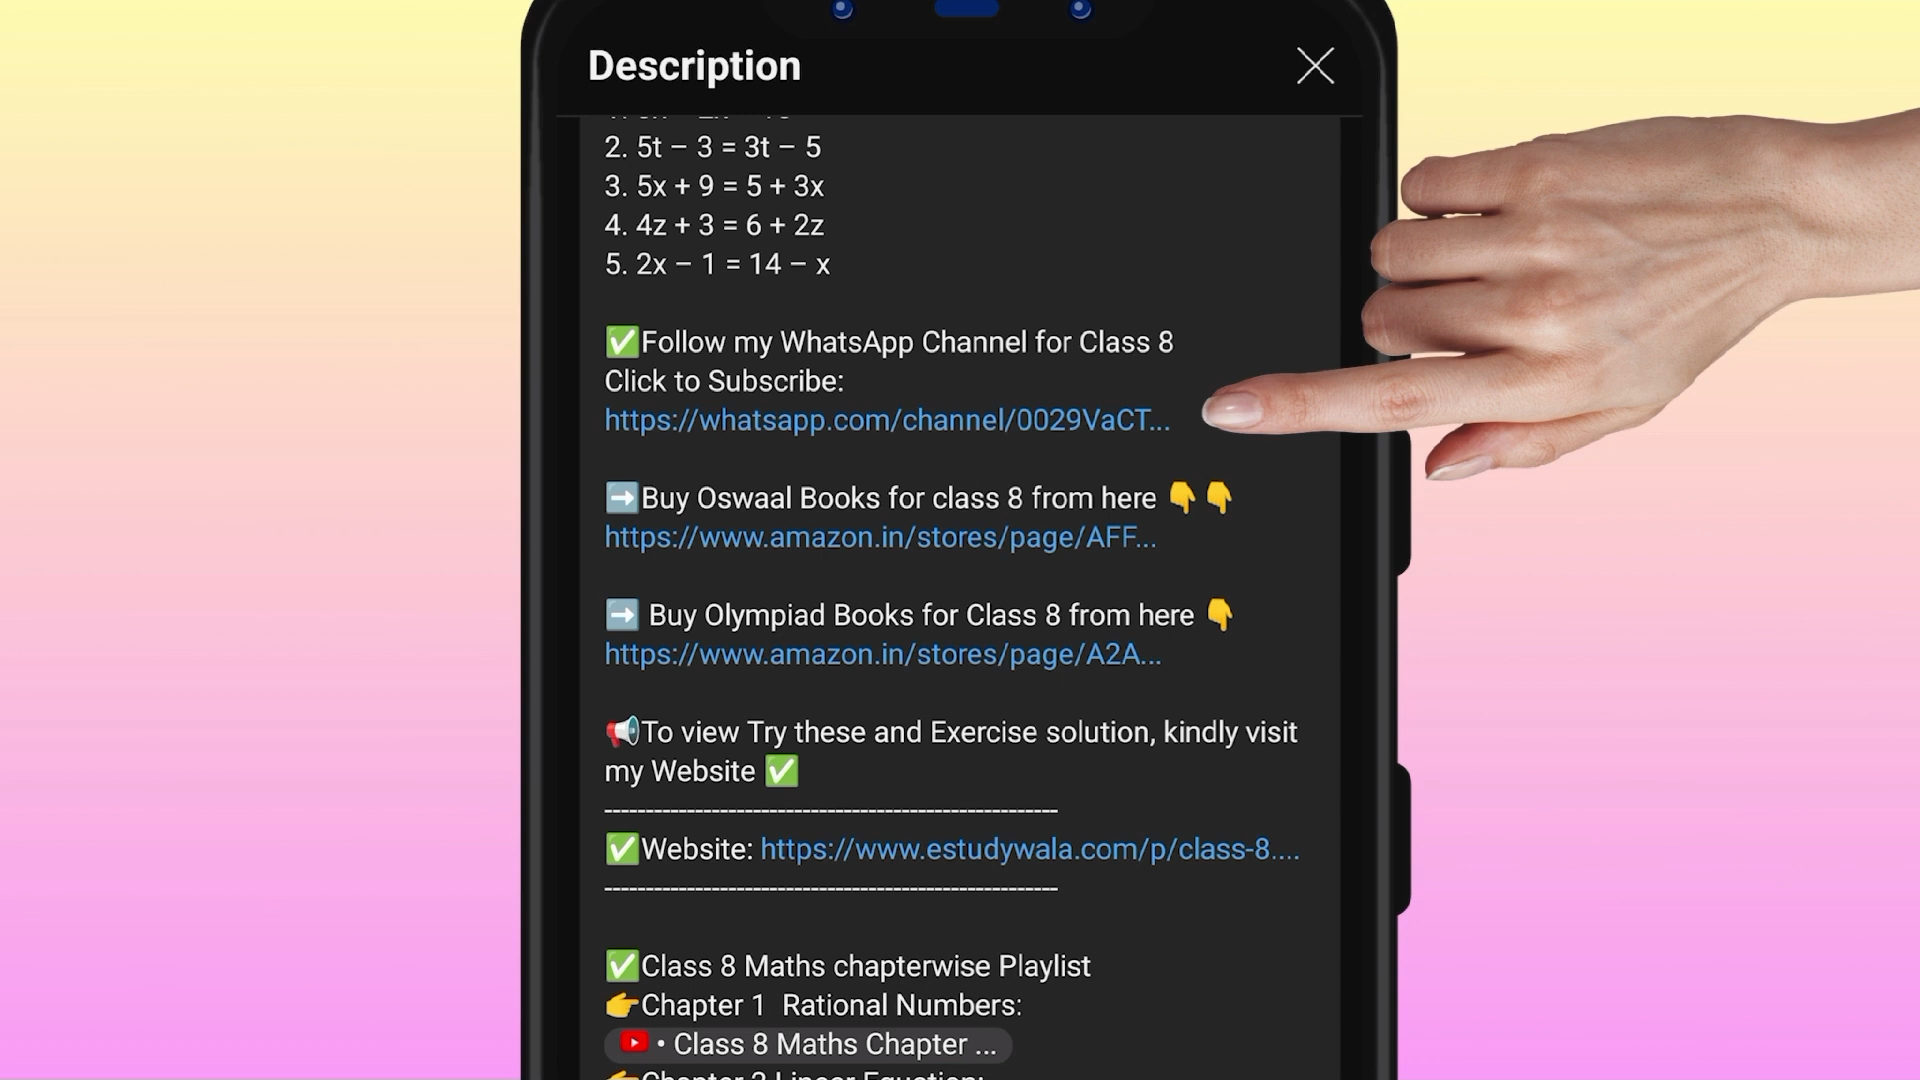 Description
2. 5t – 3 = 3t – 5
3. 5x + 9 = 5 + 3x
4. 4z + 3 = 6 + 2z
5. 2x – 1 = 14 – x
✅Follow my WhatsApp Channel for Class 8
Click to Subscribe:
https://whatsapp.com/channel/0029VaCT...
➡️Buy Oswaal Books for class 8 from here 👇👇
https://www.amazon.in/stores/page/AFF...
➡️ Buy Olympiad Books for Class 8 from here 👇
https://www.amazon.in/stores/page/A2A...
📢To view Try these and Exercise solution, kindly visit
my Website ✅
-------------------------------------------------------
✅Website: https://www.estudywala.com/p/class-8....
-------------------------------------------------------
✅Class 8 Maths chapterwise Playlist
👉Chapter 1  Rational Numbers:
• Class 8 Maths Chapter ...
👉Chapter 2 Linear Equation: